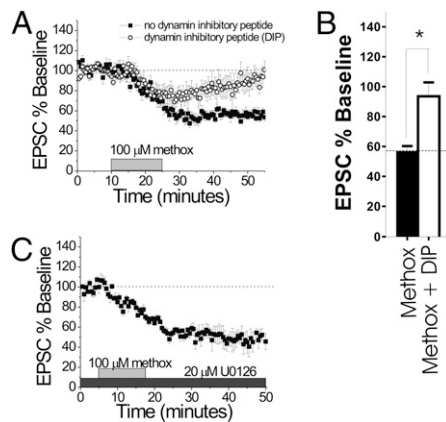 A
no dynamin inhibitory peptide
dynamin inhibitory peptide (DIP)
EPSC % Baseline
140
120
100
80
60
40
20
0
100 μM methox
0 10 20 30 40 50
Time (minutes)
B
EPSC % Baseline
140
120
100
80
60
40
20
0
*
Methox
Methox + DIP
C
EPSC % Baseline
140
120
100
80
60
40
20
0
100 μM methox
20 μM U0126
0 10 20 30 40 50
Time (minutes)